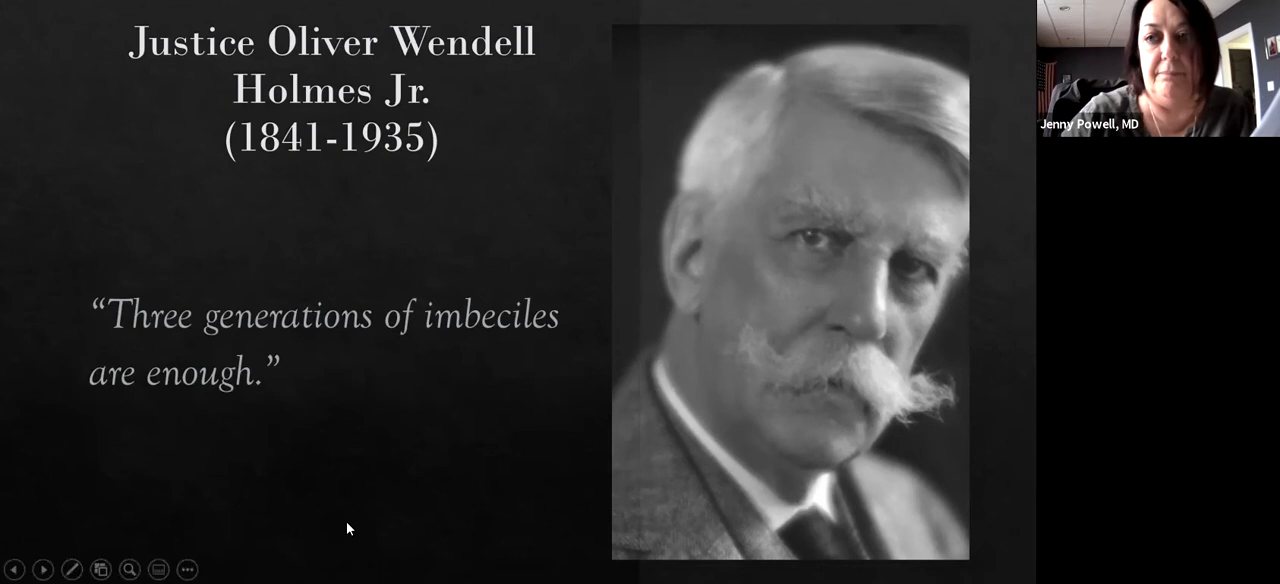 Justice Oliver Wendell
Holmes Jr.
(1841-1935)
“Three generations of imbeciles
are enough.”
Jenny Powell, MD